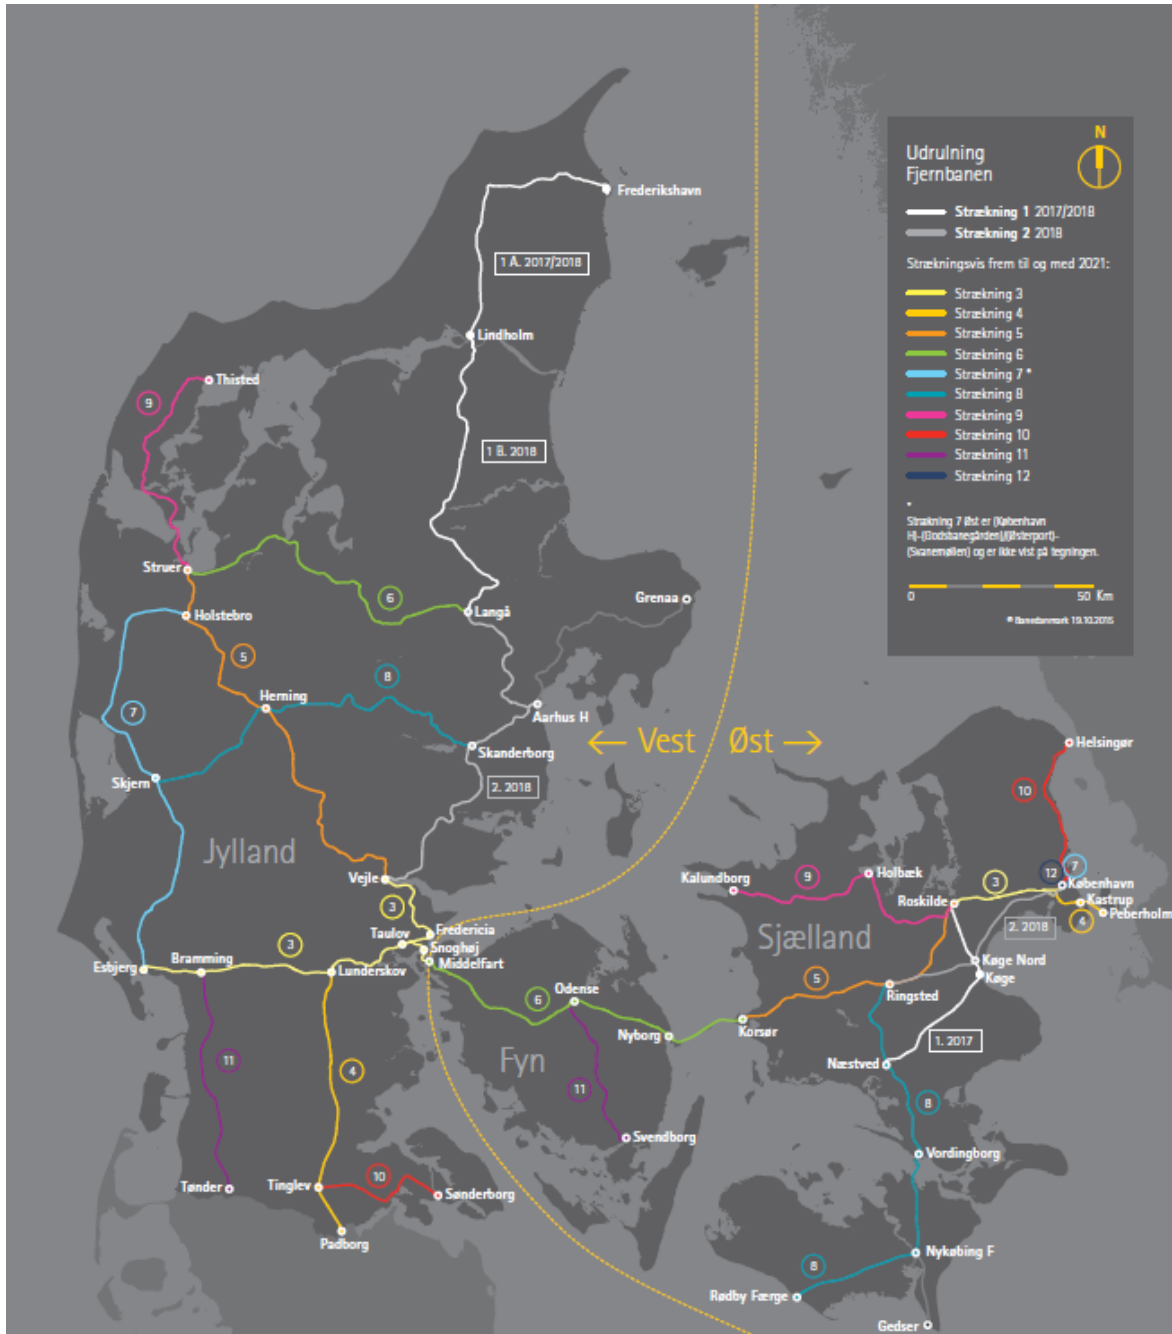 Frederikshavn
1 A. 2017/2018
Lindholm
Thisted
9
1 B. 2018
Struer
6
Langå
Grenaa
Holstebro
5
8
Herning
7
Aarhus H
Skanderborg
Skjern
2. 2018
Jylland
Vejle
3
Fredericia
Taulov
3
Snoghøj
Middelfart
Esbjerg
Bramming
Lunderskov
6
Odense
Nyborg
Fyn
11
4
11
Svendborg
Tønder
Tinglev
10
Sønderborg
Padborg
← Vest
Øst →
Helsingør
10
7
12
København
Kastrup
Peberholm
4
Kalundborg
9
Holbæk
3
Roskilde
2. 2018
Sjælland
Køge Nord
Køge
5
Ringsted
Korsør
1. 2017
Næstved
8
Vordingborg
Nykøbing F
8
Rødby Færge
Gedser
N
Udrulning
Fjernbanen
Strækning 1 2017/2018
Strækning 2 2018
Strækningsvis frem til og med 2021:
Strækning 3
Strækning 4
Strækning 5
Strækning 6
Strækning 7 *
Strækning 8
Strækning 9
Strækning 10
Strækning 11
Strækning 12
*
Strækning 7 Øst er (København
H)-(Godsbanegården)/(Østerport)-
(Svanemøllen) og er ikke vist på tegningen.
0 50 Km
© Banedanmark 19.10.2015